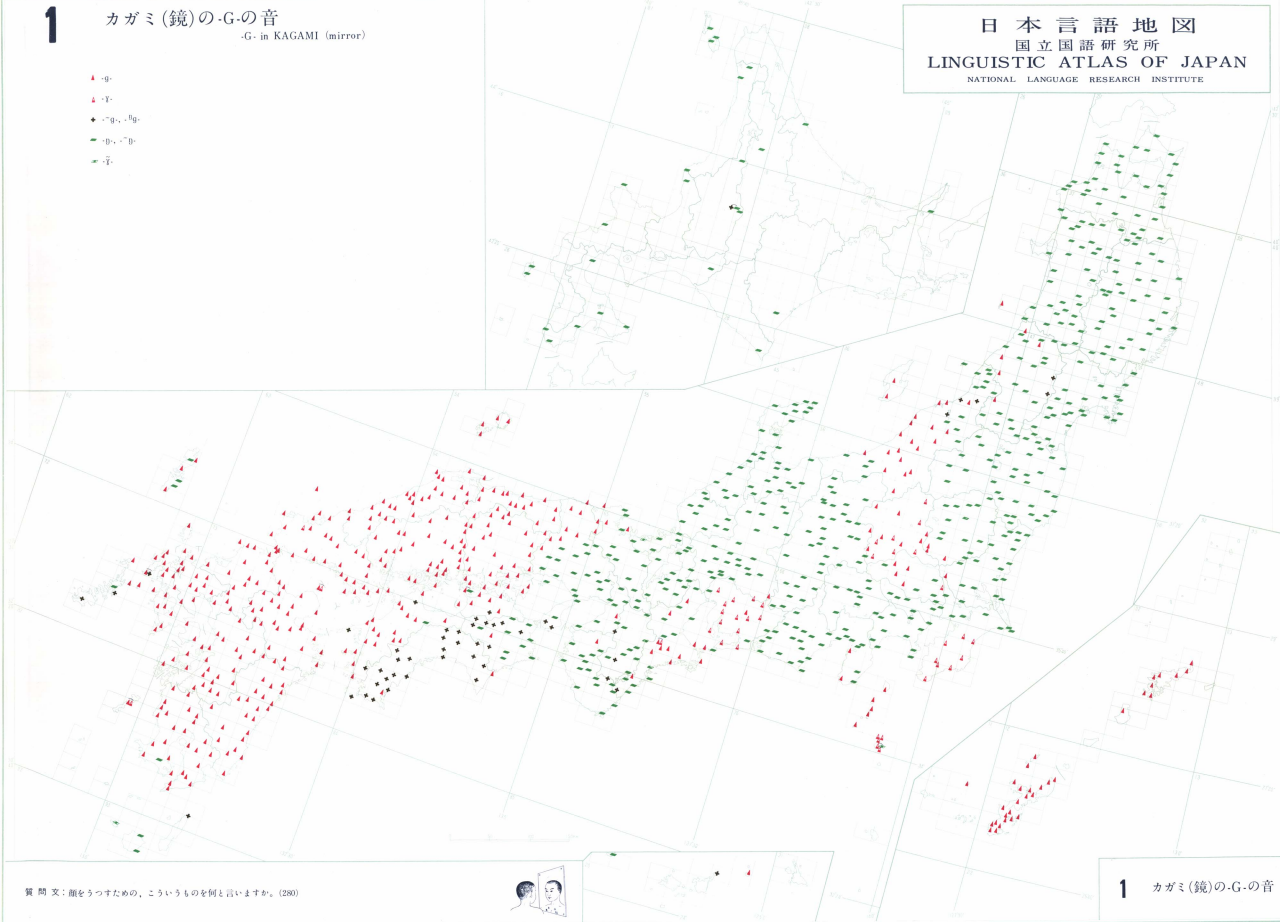 1
カガミ(鏡)の-G-の音
-G- in KAGAMI (mirror)
日本言語地図
国立国語研究所
LINGUISTIC ATLAS OF JAPAN
NATIONAL LANGUAGE RESEARCH INSTITUTE
-g-
-ɣ-
-˜g-, -ᵑg-
-ŋ-, -˜ŋ-
-ɣ̃-
質問文:顔をうつすための,こういうものを何と言いますか。(280)
1
カガミ(鏡)の-G-の音